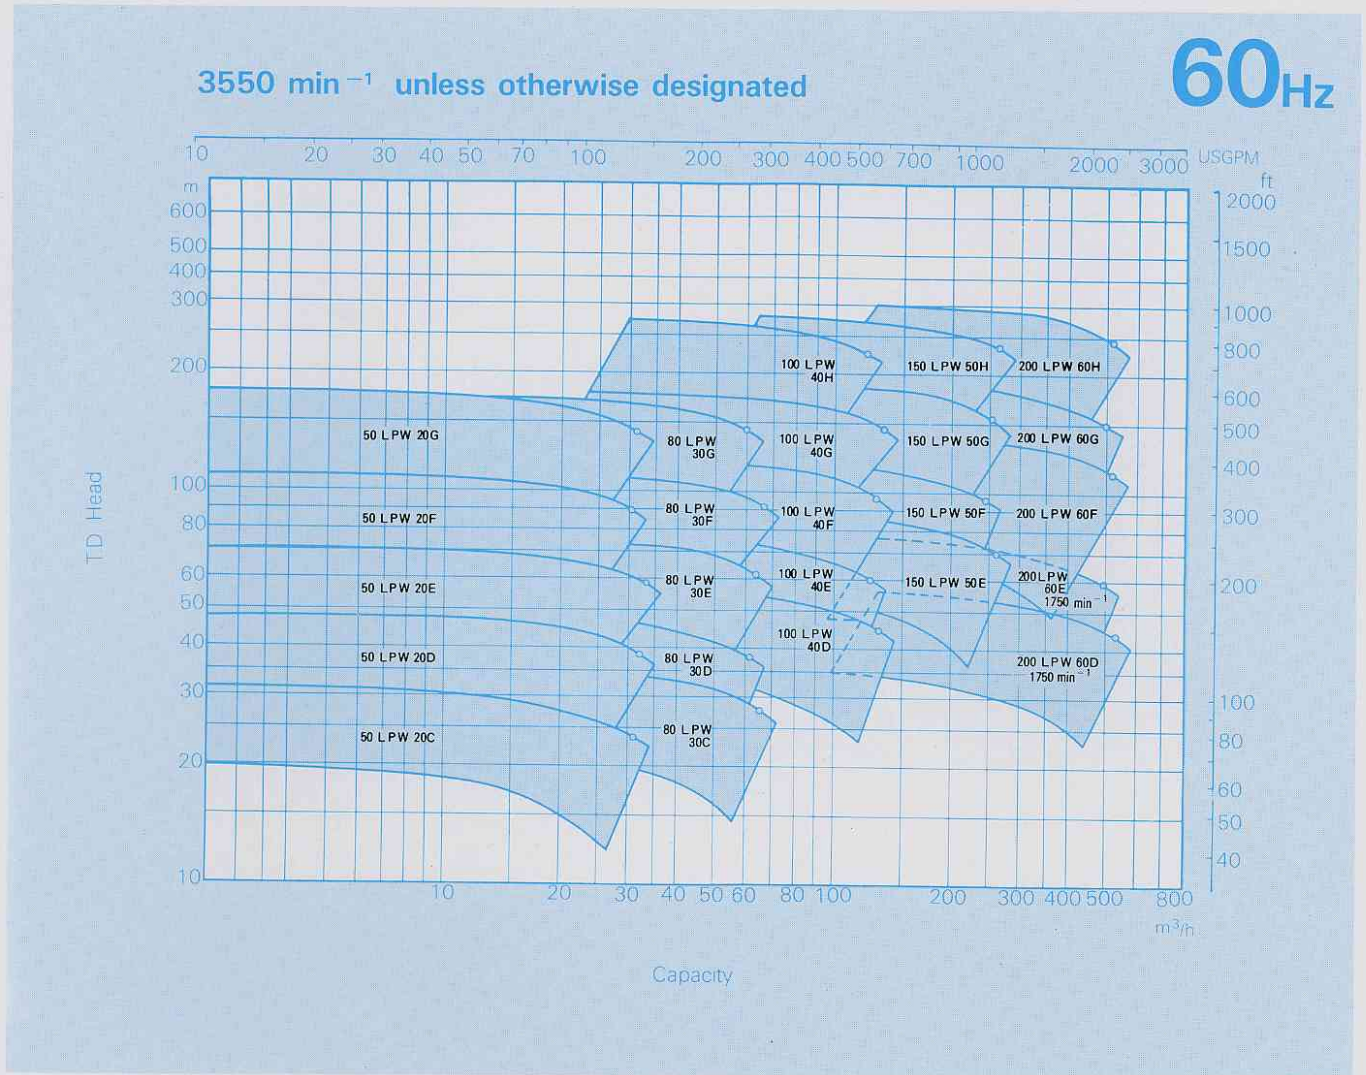 60Hz
3550 min⁻¹ unless otherwise designated
10 20 30 40 50 70 100 200 300 400 500 700 1000 2000 3000 USGPM
m
ft
600
500
400
300
200
100
80
60
50
40
30
20
10
2000
1500
1000
800
600
500
400
300
200
100
80
60
50
40
TD Head
100 LPW
40H
150 LPW 50H
200 LPW 60H
50 LPW 20G
80 LPW
30G
100 LPW
40G
150 LPW 50G
200 LPW 60G
50 LPW 20F
80 LPW
30F
100 LPW
40F
150 LPW 50F
200 LPW 60F
50 LPW 20E
80 LPW
30E
100 LPW
40E
150 LPW 50E
200LPW
60E
1750 min⁻¹
50 LPW 20D
80 LPW
30D
100 LPW
40D
200 LPW 60D
1750 min⁻¹
50 LPW 20C
80 LPW
30C
10 20 30 40 50 60 80 100 200 300 400 500 800
m³/h
Capacity